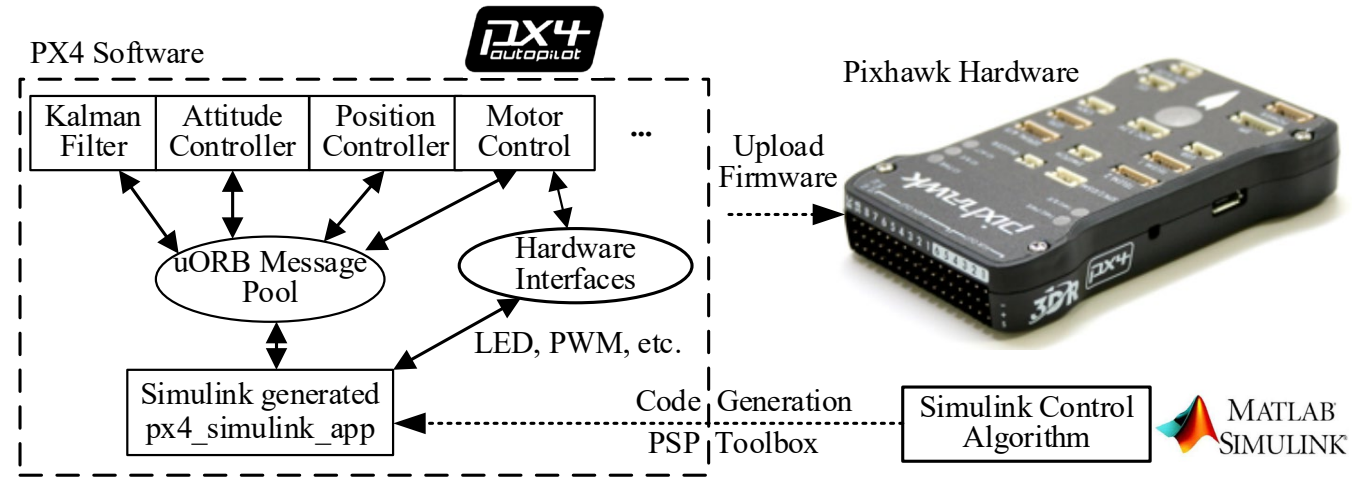 PX4 Software
px4
autopilot
Pixhawk Hardware
Kalman
Filter
Attitude
Controller
Position
Controller
Motor
Control
...
Upload
Firmware
uORB Message
Pool
Hardware
Interfaces
LED, PWM, etc.
pixhawk
3DR
px4
Simulink generated
px4_simulink_app
Code Generation
PSP Toolbox
Simulink Control
Algorithm
MATLAB
SIMULINK